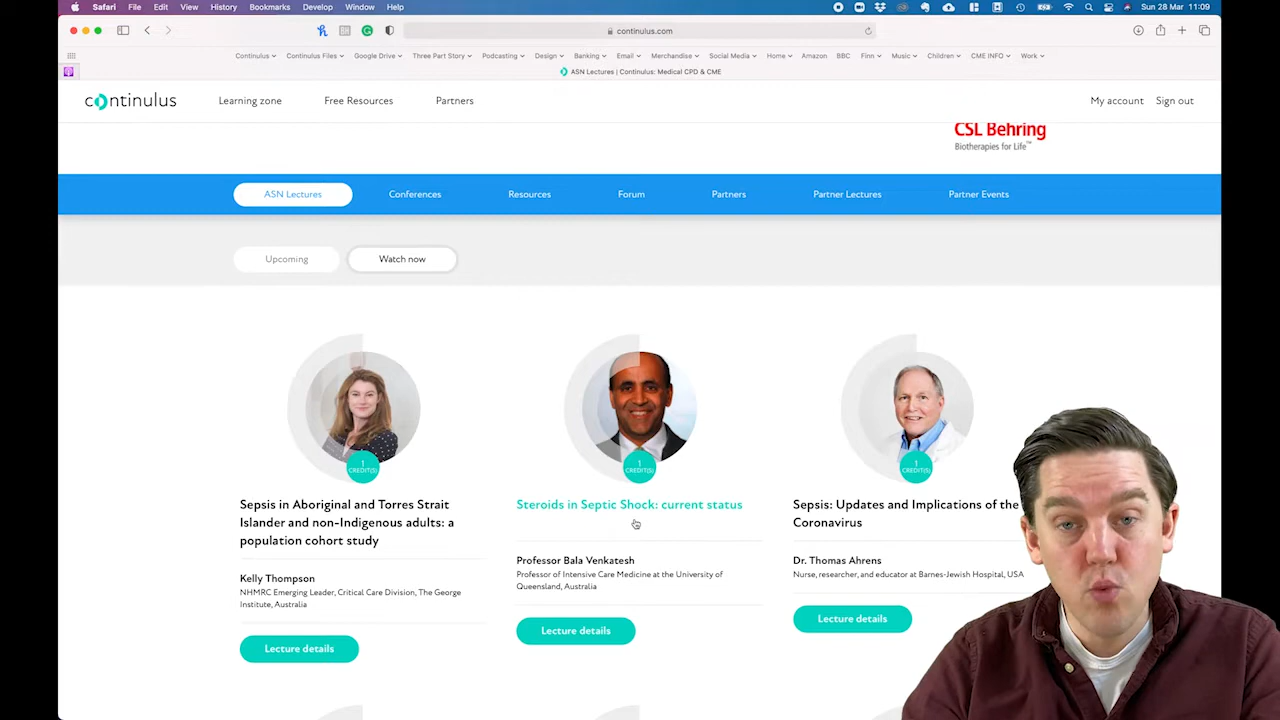 Safari File Edit View History Bookmarks Develop Window Help Sun 28 Mar 11:09
continulus.com
Continulus Continulus Files Google Drive Three Part Story Podcasting Design Banking Email Merchandise Social Media Home Amazon BBC Finn Music Children CME INFO Work
ASN Lectures | Continulus: Medical CPD & CME
continulus Learning zone Free Resources Partners My account Sign out
CSL Behring
Biotherapies for Life™
ASN Lectures Conferences Resources Forum Partners Partner Lectures Partner Events
Upcoming Watch now
1
CREDIT(S)
1
CREDIT(S)
1
CREDIT(S)
Sepsis in Aboriginal and Torres Strait
Islander and non-Indigenous adults: a
population cohort study
Kelly Thompson
NHMRC Emerging Leader, Critical Care Division, The George
Institute, Australia
Lecture details
Steroids in Septic Shock: current status
Professor Bala Venkatesh
Professor of Intensive Care Medicine at the University of
Queensland, Australia
Lecture details
Sepsis: Updates and Implications of the
Coronavirus
Dr. Thomas Ahrens
Nurse, researcher, and educator at Barnes-Jewish Hospital, USA
Lecture details